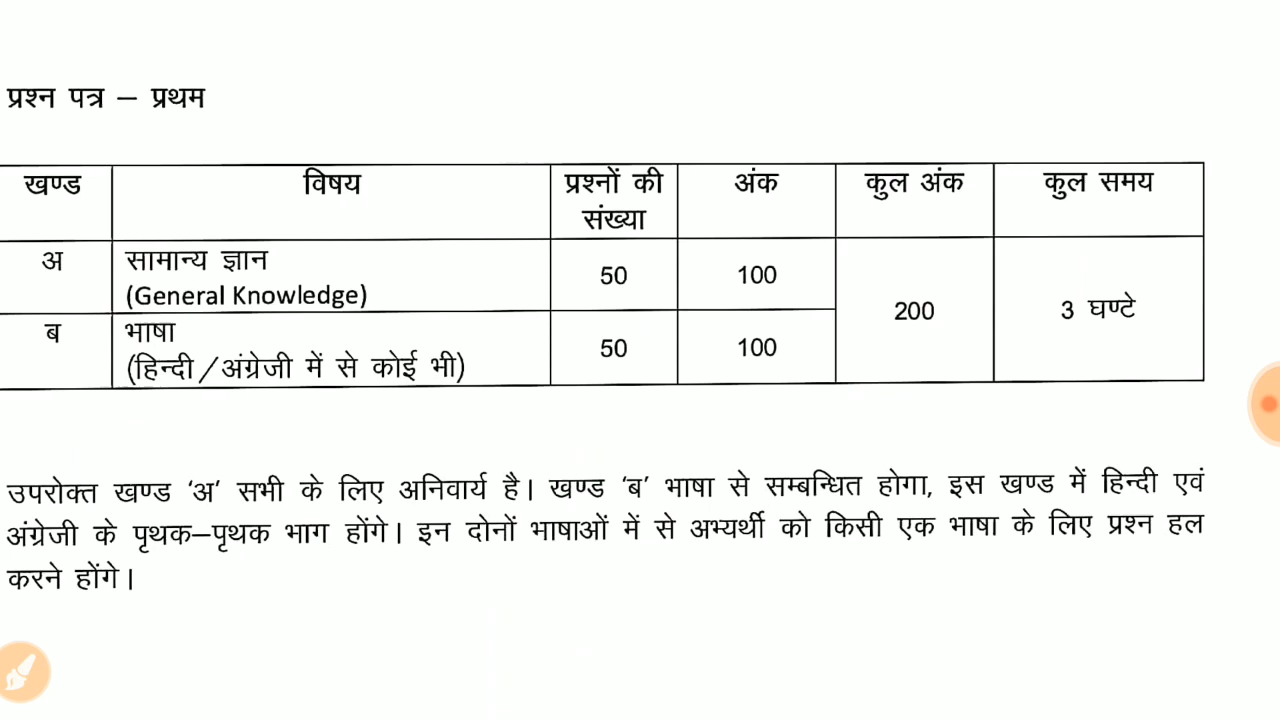 प्रश्न पत्र – प्रथम
खण्ड विषय प्रश्नों की संख्या अंक कुल अंक कुल समय
अ सामान्य ज्ञान (General Knowledge) 50 100 200 3 घण्टे
ब भाषा (हिन्दी/अंग्रेजी में से कोई भी) 50 100
उपरोक्त खण्ड 'अ' सभी के लिए अनिवार्य है। खण्ड 'ब' भाषा से सम्बन्धित होगा, इस खण्ड में हिन्दी एवं
अंग्रेजी के पृथक–पृथक भाग होंगे। इन दोनों भाषाओं में से अभ्यर्थी को किसी एक भाषा के लिए प्रश्न हल
करने होंगे।